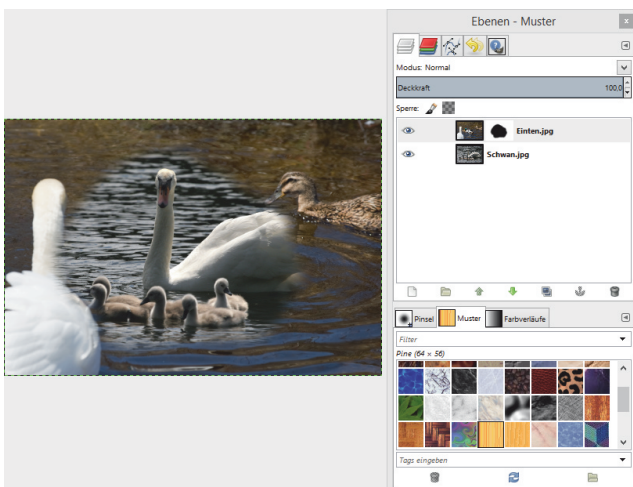 Ebenen - Muster
x
Modus: Normal
Deckkraft 100,0
Sperre:
Einten.jpg
Schwan.jpg
Pinsel Muster Farbverläufe
Filter
Pine (64 × 56)
Tags eingeben